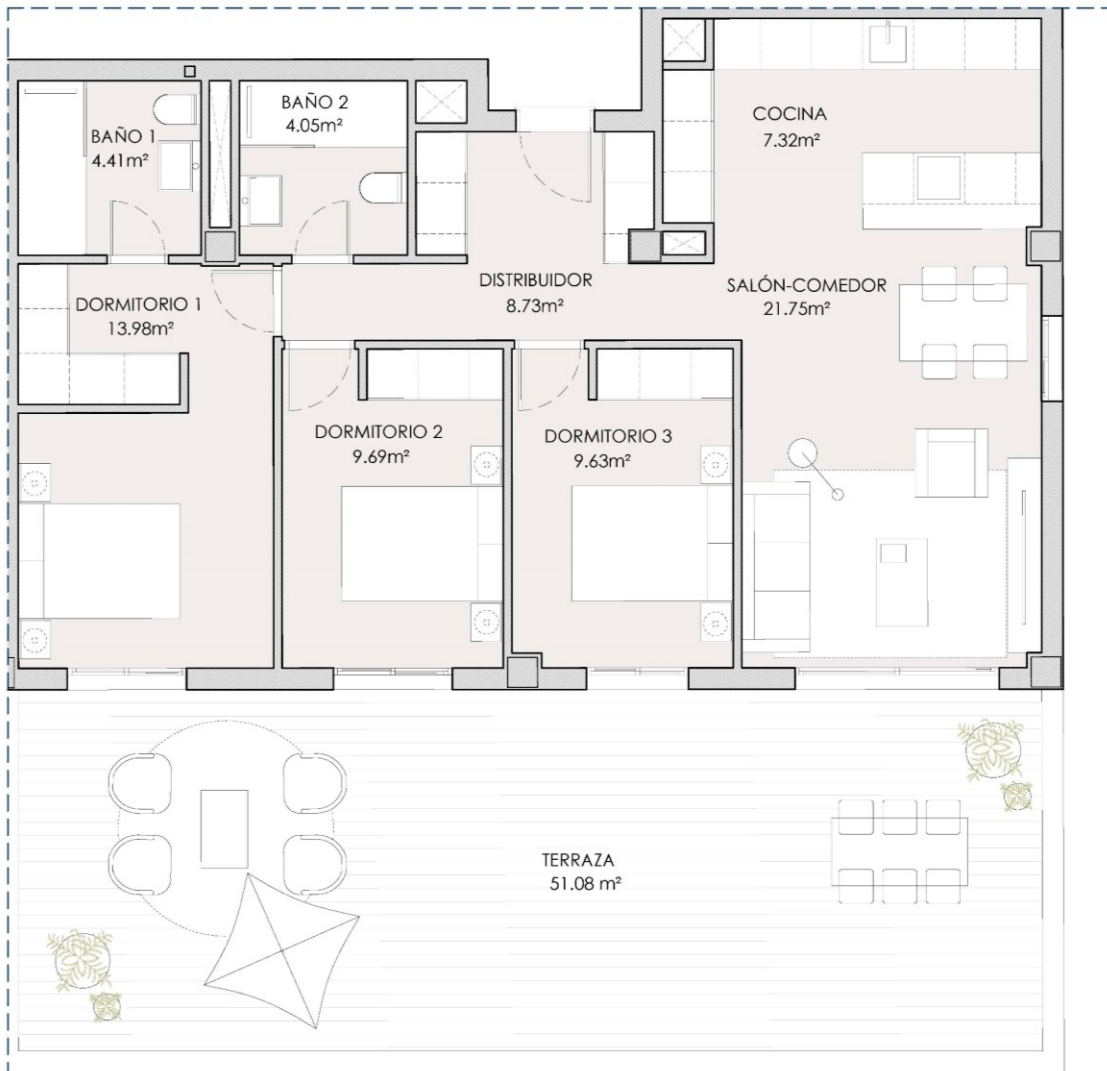 BAÑO 1
4.41m²
BAÑO 2
4.05m²
COCINA
7.32m²
DORMITORIO 1
13.98m²
DISTRIBUIDOR
8.73m²
SALÓN-COMEDOR
21.75m²
DORMITORIO 2
9.69m²
DORMITORIO 3
9.63m²
TERRAZA
51.08 m²